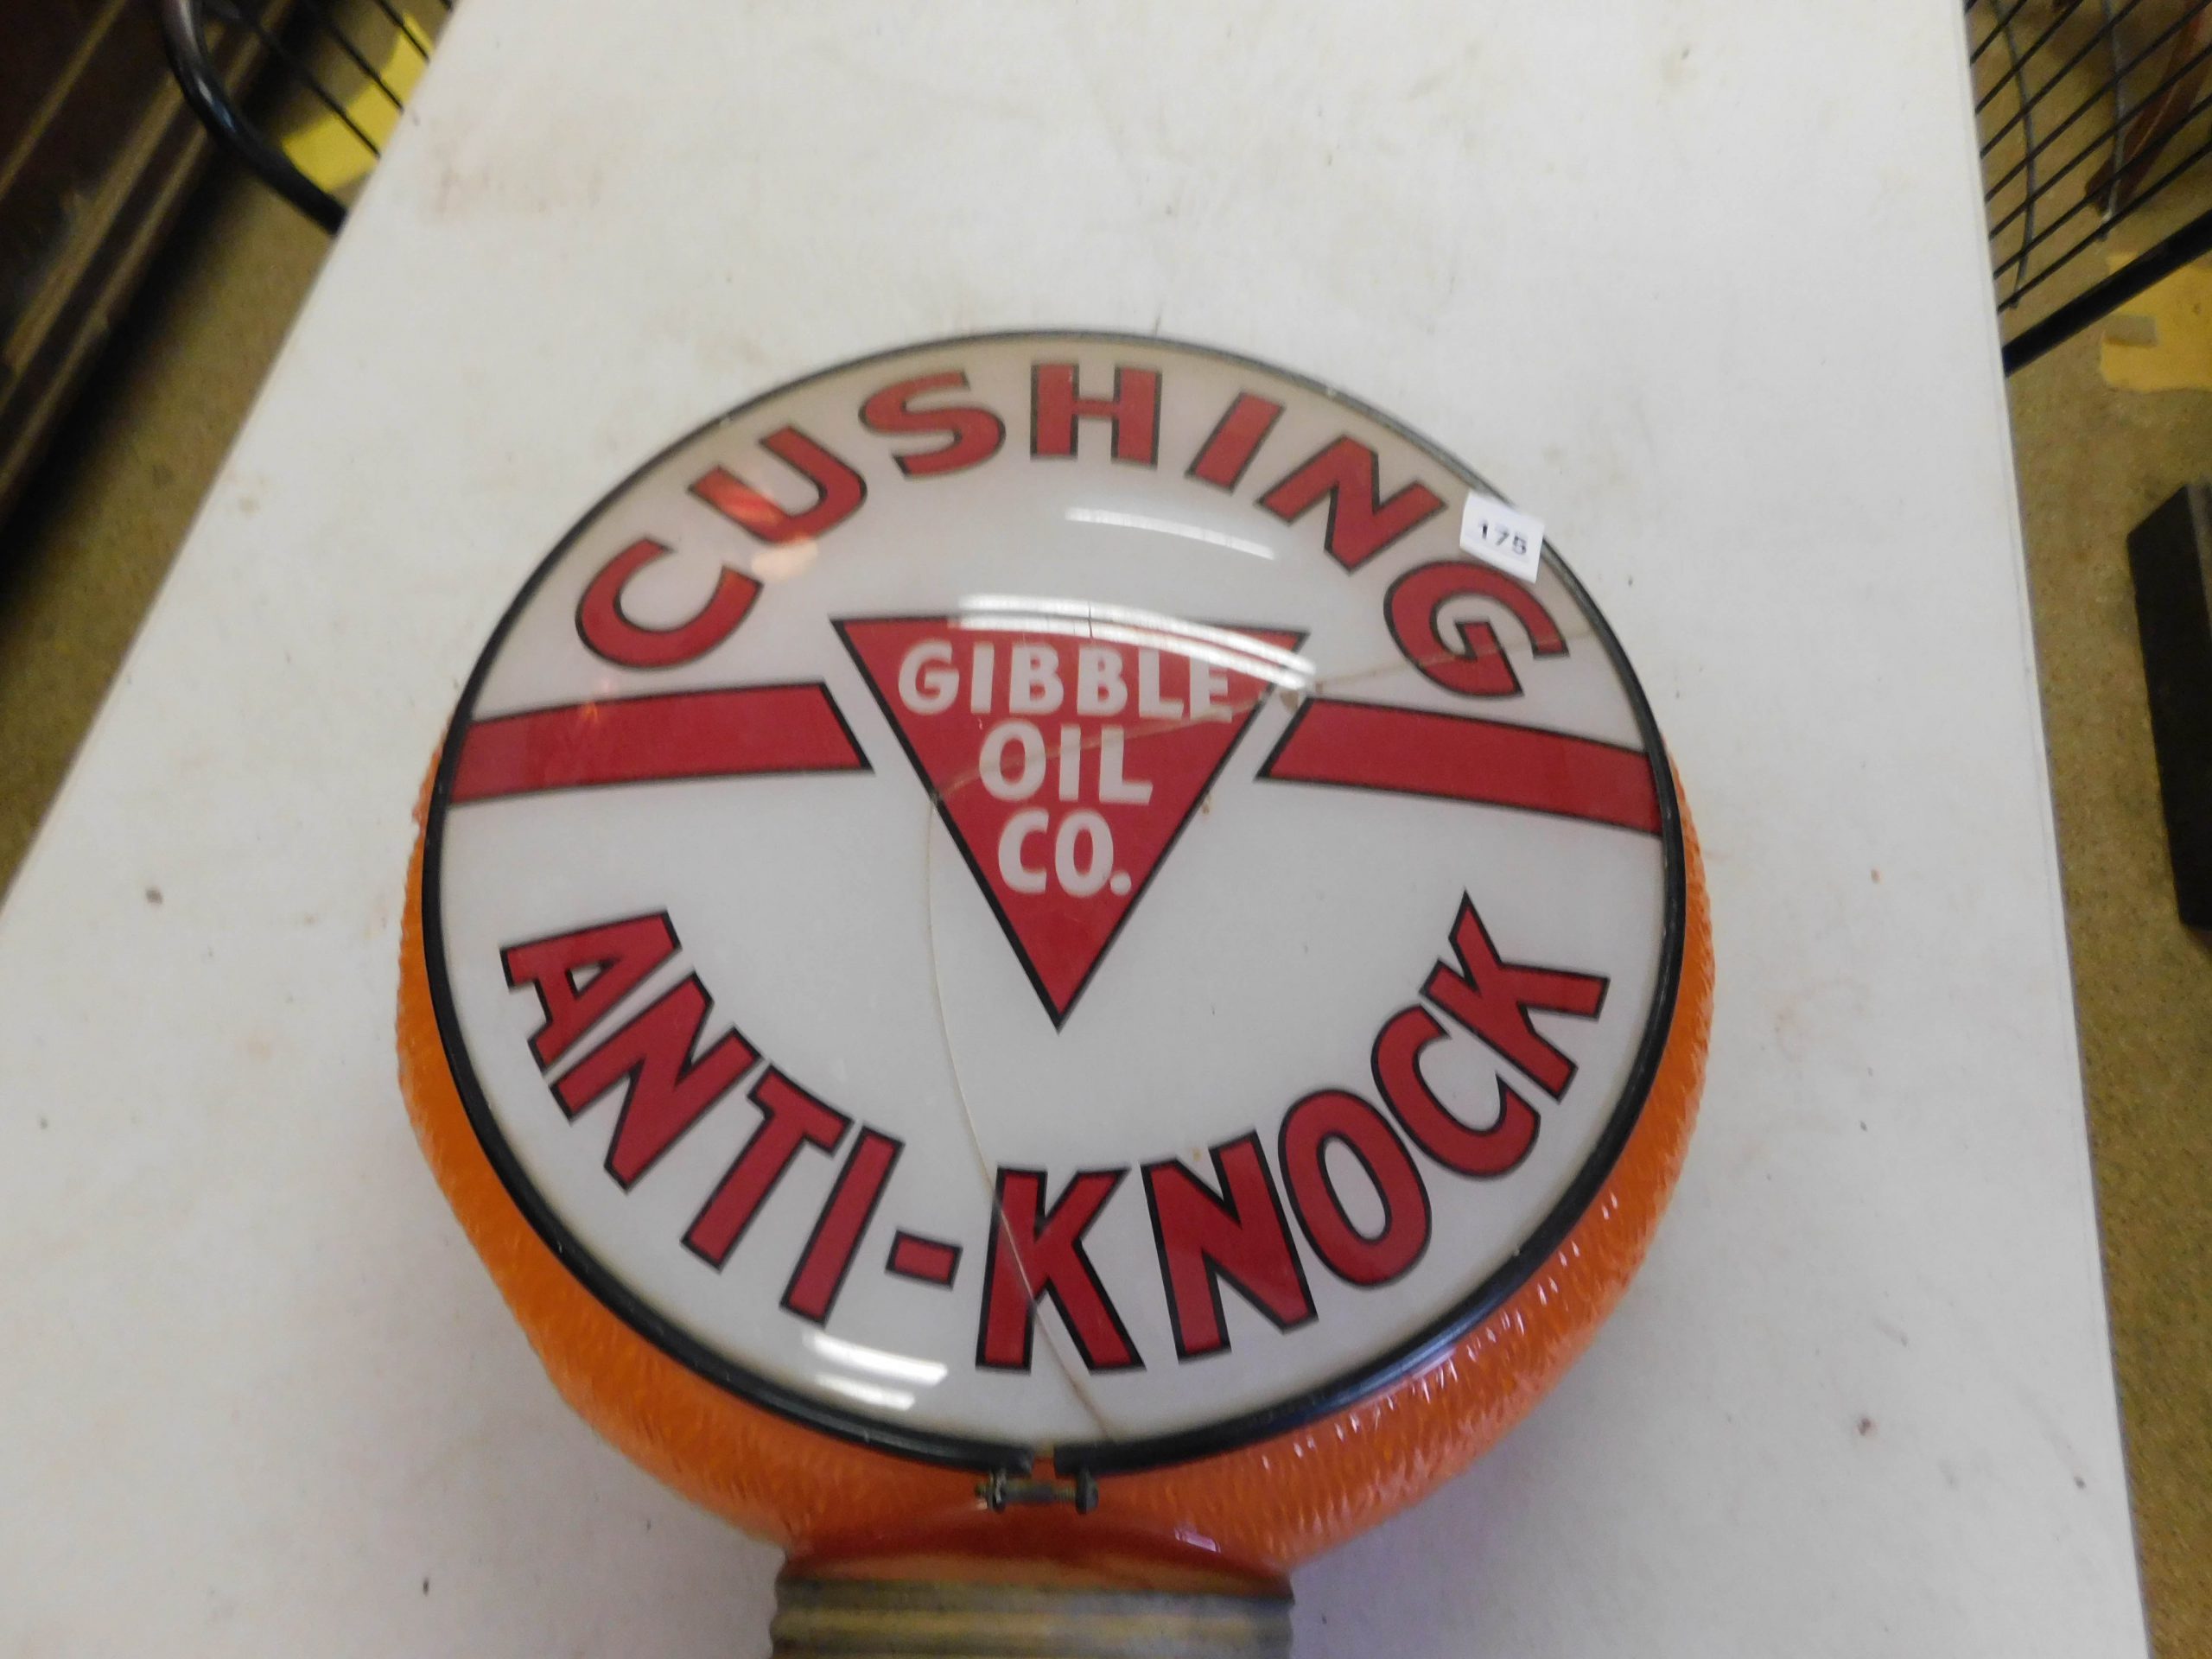 CUSHING
175
GIBBLE
OIL
CO.
ANTI-KNOCK